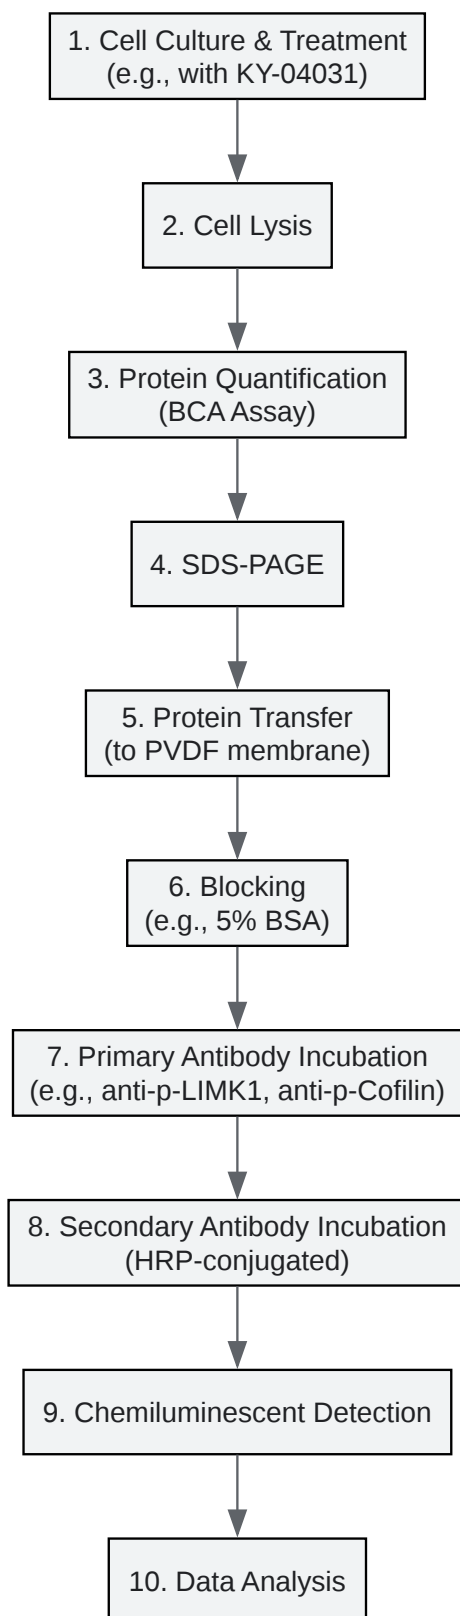 1. Cell Culture & Treatment
(e.g., with KY-04031)
2. Cell Lysis
3. Protein Quantification
(BCA Assay)
4. SDS-PAGE
5. Protein Transfer
(to PVDF membrane)
6. Blocking
(e.g., 5% BSA)
7. Primary Antibody Incubation
(e.g., anti-p-LIMK1, anti-p-Cofilin)
8. Secondary Antibody Incubation
(HRP-conjugated)
9. Chemiluminescent Detection
10. Data Analysis